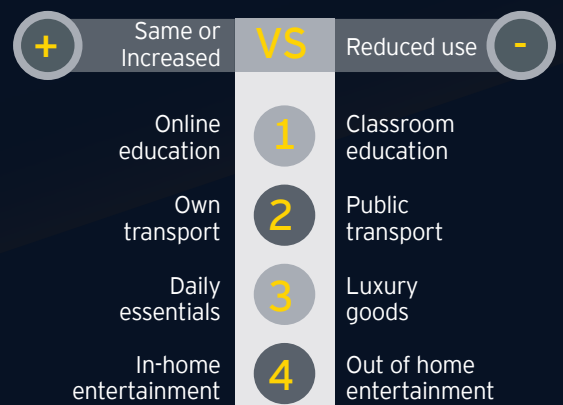 +
Same or
Increased
VS
Reduced use
-
Online
education
1
Classroom
education
Own
transport
2
Public
transport
Daily
essentials
3
Luxury
goods
In-home
entertainment
4
Out of home
entertainment